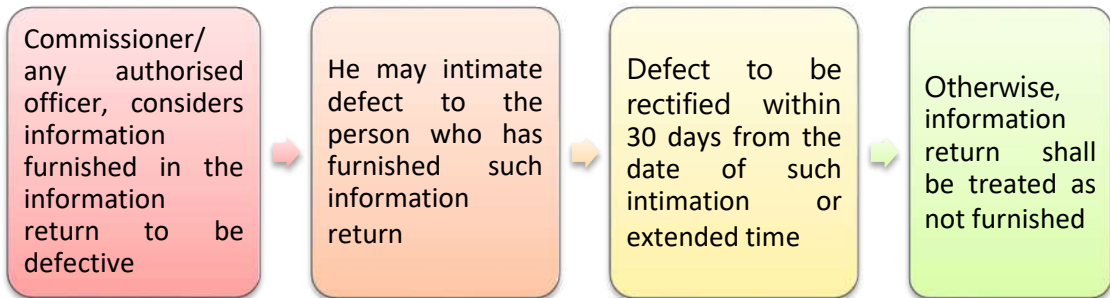 Commissioner/
any authorised
officer, considers
information
furnished in the
information
return to be
defective
He may intimate
defect to the
person who has
furnished such
information
return
Defect to be
rectified within
30 days from the
date of such
intimation or
extended time
Otherwise,
information
return shall
be treated as
not furnished